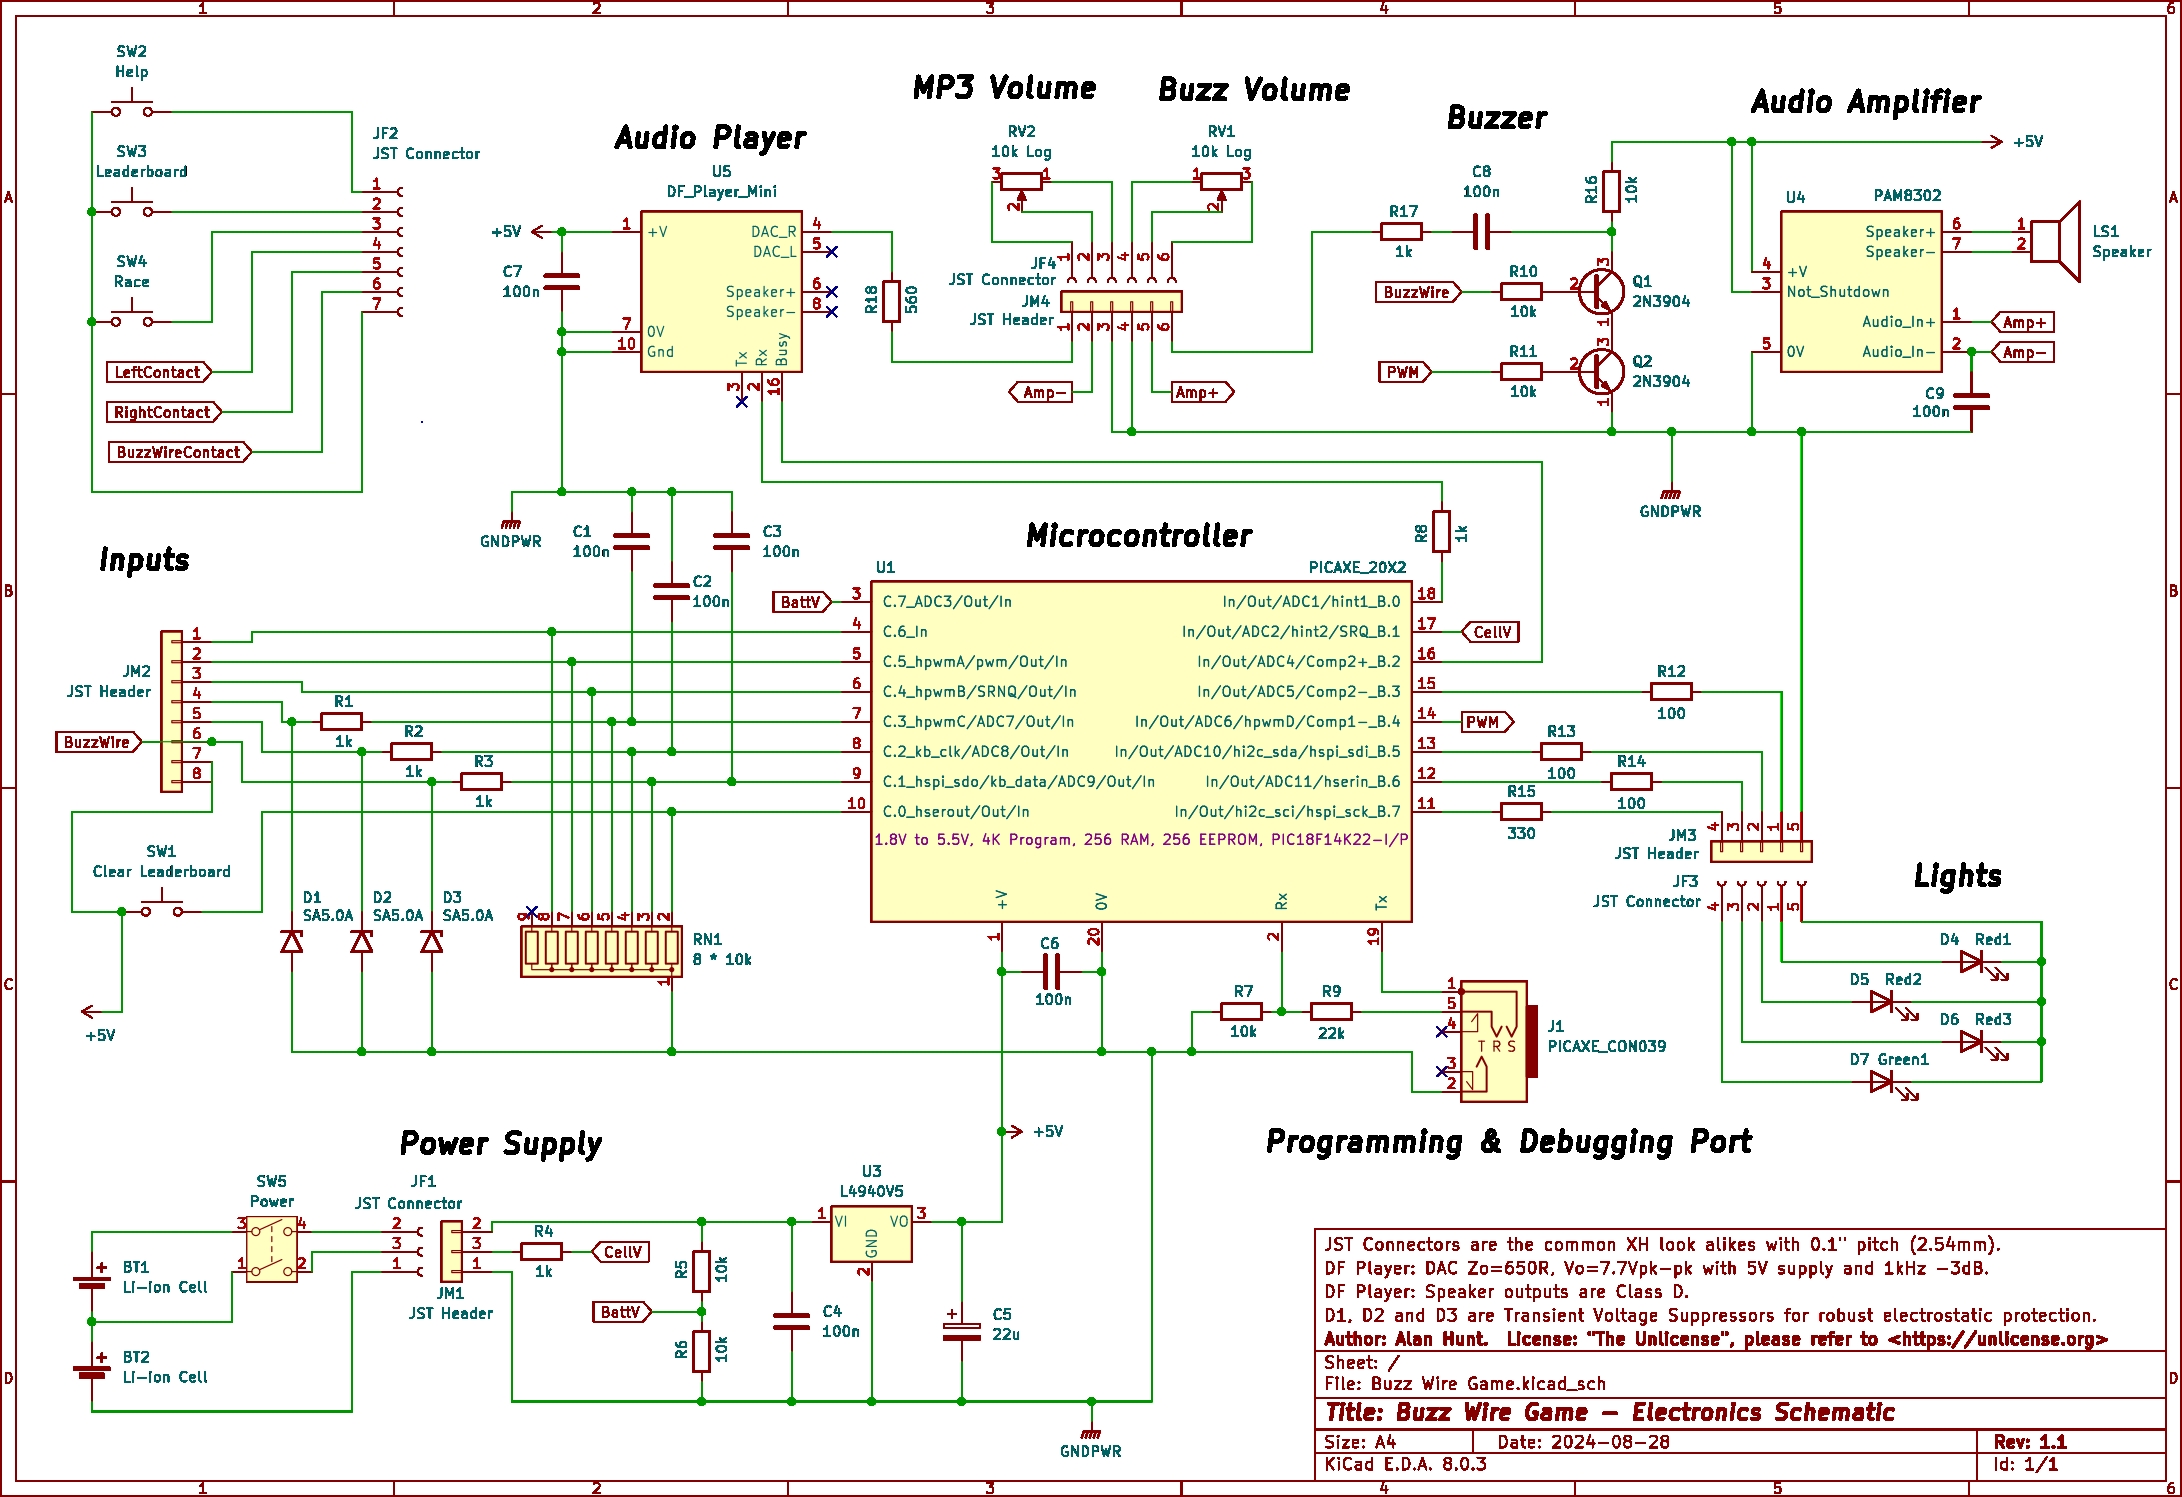 1 2 3 4 5 6
A
B
C
D
A
B
C
D
1 2 3 4 5 6
SW2
Help
SW3
Leaderboard
SW4
Race
JF2
JST Connector
1
2
3
4
5
6
7
LeftContact
RightContact
BuzzWireContact
Audio Player
U5
DF_Player_Mini
+5V
C7
100n
1
7
10
+V
0V
Gnd
DAC_R
DAC_L
Speaker+
Speaker-
Tx
Rx
Busy
4
5
6
8
3
2
16
R18
560
MP3 Volume
RV2
10k Log
3
1
2
Buzz Volume
RV1
10k Log
1
3
2
JF4
JST Connector
1 2 3 4 5 6
JM4
JST Header
1 2 3 4 5 6
Amp-
Amp+
Buzzer
R17
1k
C8
100n
R16
10k
BuzzWire
R10
10k
2
3
1
Q1
2N3904
PWM
R11
10k
2
3
1
Q2
2N3904
Audio Amplifier
+5V
U4
PAM8302
4
3
5
+V
Not_Shutdown
0V
Speaker+
Speaker-
Audio_In+
Audio_In-
6
7
1
2
1
2
LS1
Speaker
Amp+
Amp-
C9
100n
GNDPWR
GNDPWR
C1
100n
C2
100n
C3
100n
Inputs
JM2
JST Header
1
2
3
4
5
6
7
8
BuzzWire
R1
1k
R2
1k
R3
1k
SW1
Clear Leaderboard
+5V
D1
SA5.0A
D2
SA5.0A
D3
SA5.0A
9 8 7 6 5 4 3 2
1
RN1
8 * 10k
Microcontroller
U1
PICAXE_20X2
BattV
3
4
5
6
7
8
9
10
C.7_ADC3/Out/In
C.6_In
C.5_hpwmA/pwm/Out/In
C.4_hpwmB/SRNQ/Out/In
C.3_hpwmC/ADC7/Out/In
C.2_kb_clk/ADC8/Out/In
C.1_hspi_sdo/kb_data/ADC9/Out/In
C.0_hserout/Out/In
In/Out/ADC1/hint1_B.0
In/Out/ADC2/hint2/SRQ_B.1
In/Out/ADC4/Comp2+_B.2
In/Out/ADC5/Comp2-_B.3
In/Out/ADC6/hpwmD/Comp1-_B.4
In/Out/ADC10/hi2c_sda/hspi_sdi_B.5
In/Out/ADC11/hserin_B.6
In/Out/hi2c_scl/hspi_sck_B.7
18
17
16
15
14
13
12
11
1.8V to 5.5V, 4K Program, 256 RAM, 256 EEPROM, PIC18F14K22-I/P
+V
0V
Rx
Tx
1
20
2
19
R8
1k
CellV
PWM
R12
100
R13
100
R14
100
R15
330
C6
100n
R7
10k
R9
22k
1
5
4
3
2
T R S
J1
PICAXE_CON039
4 3 2 1 5
JM3
JST Header
JF3
JST Connector
4 3 2 1 5
Lights
D4 Red1
D5 Red2
D6 Red3
D7 Green1
Programming & Debugging Port
+5V
Power Supply
SW5
Power
3
4
1
2
JF1
JST Connector
2
3
1
2
3
1
JM1
JST Header
BT1
Li-ion Cell
BT2
Li-ion Cell
R4
1k
CellV
R5
10k
BattV
R6
10k
C4
100n
U3
L4940V5
1
VI
VO
3
GND
2
C5
22u
GNDPWR
JST Connectors are the common XH look alikes with 0.1" pitch (2.54mm).
DF Player: DAC Zo=650R, Vo=7.7Vpk-pk with 5V supply and 1kHz -3dB.
DF Player: Speaker outputs are Class D.
D1, D2 and D3 are Transient Voltage Suppressors for robust electrostatic protection.
Author: Alan Hunt. License: "The Unlicense", please refer to <https://unlicense.org>
Sheet: /
File: Buzz Wire Game.kicad_sch
Title: Buzz Wire Game - Electronics Schematic
Size: A4 Date: 2024-08-28 Rev: 1.1
KiCad E.D.A. 8.0.3 Id: 1/1